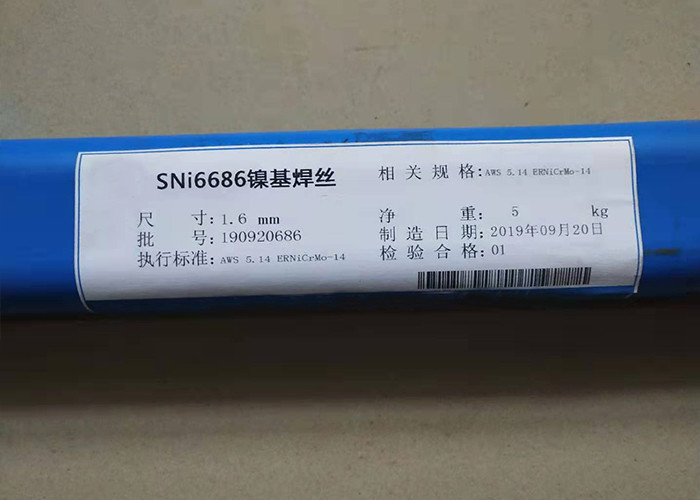 SNi6686镍基焊丝
相关规格:AWS 5.14 ERNiCrMo-14
尺 寸:1.6 mm
净 重: 5 kg
批 号:190920686
制造日期:2019年09月20日
执行标准:AWS 5.14 ERNiCrMo-14
检验合格:01